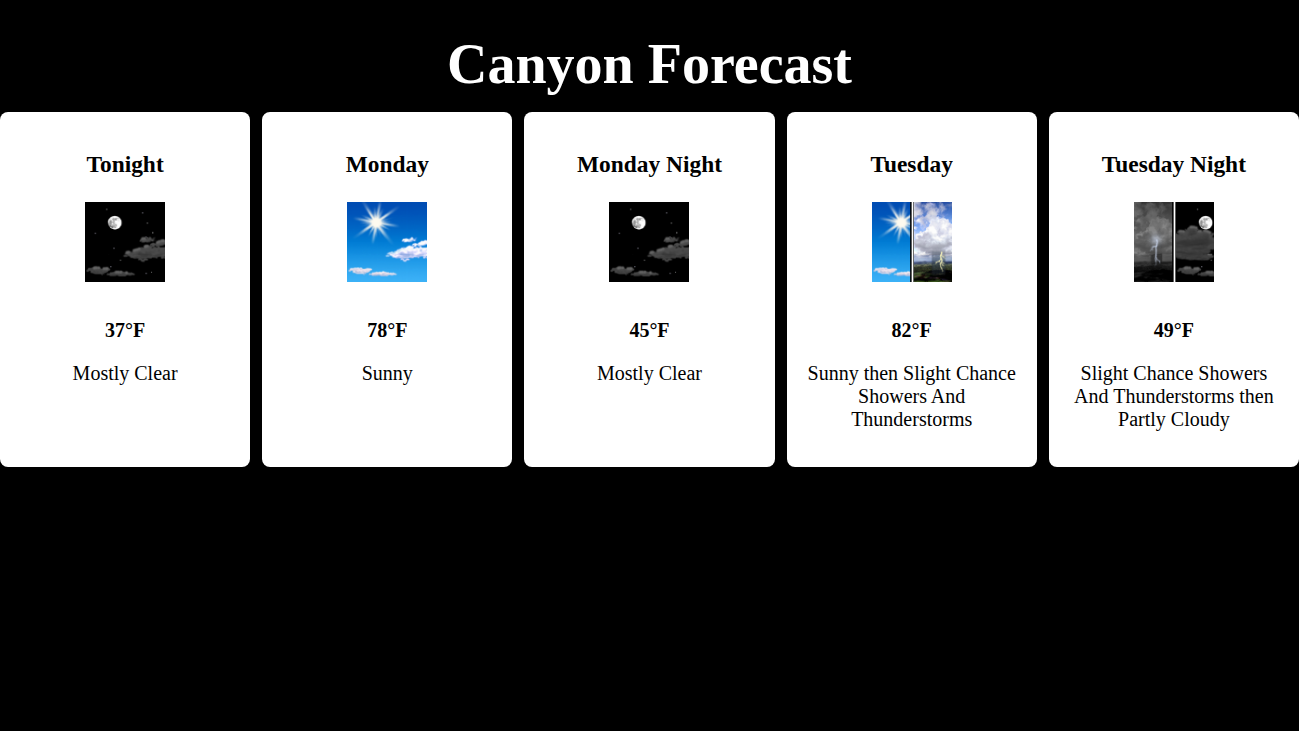 Canyon Forecast
Tonight
37°F
Mostly Clear
Monday
78°F
Sunny
Monday Night
45°F
Mostly Clear
Tuesday
82°F
Sunny then Slight Chance
Showers And
Thunderstorms
Tuesday Night
49°F
Slight Chance Showers
And Thunderstorms then
Partly Cloudy